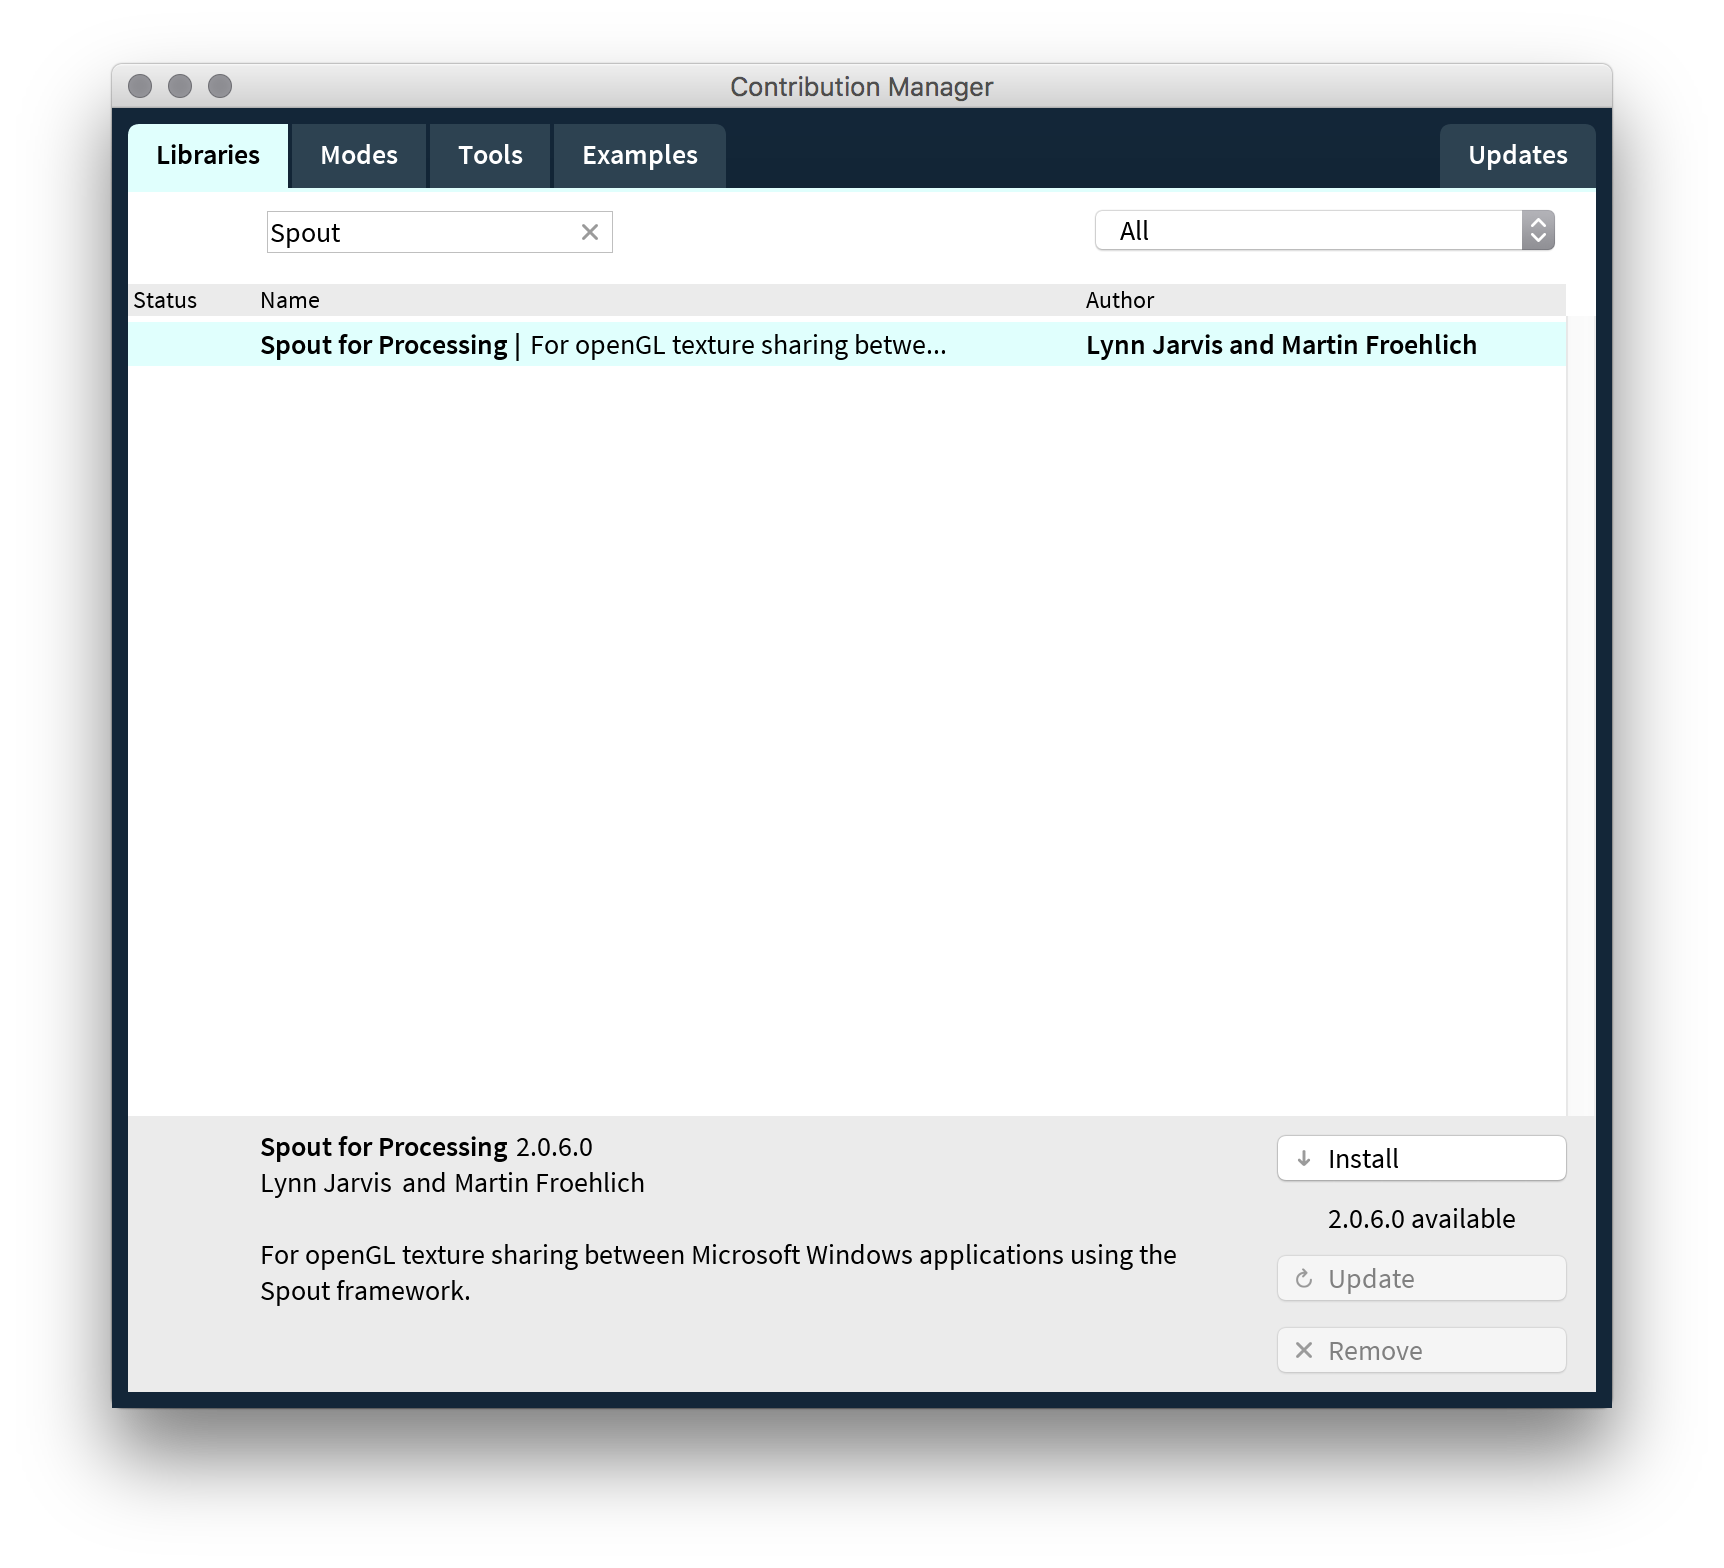 Contribution Manager
Libraries Modes Tools Examples Updates
Spout All
Status Name Author
Spout for Processing | For openGL texture sharing betwe... Lynn Jarvis and Martin Froehlich
Spout for Processing 2.0.6.0
Lynn Jarvis and Martin Froehlich
For openGL texture sharing between Microsoft Windows applications using the
Spout framework.
Install
2.0.6.0 available
Update
Remove